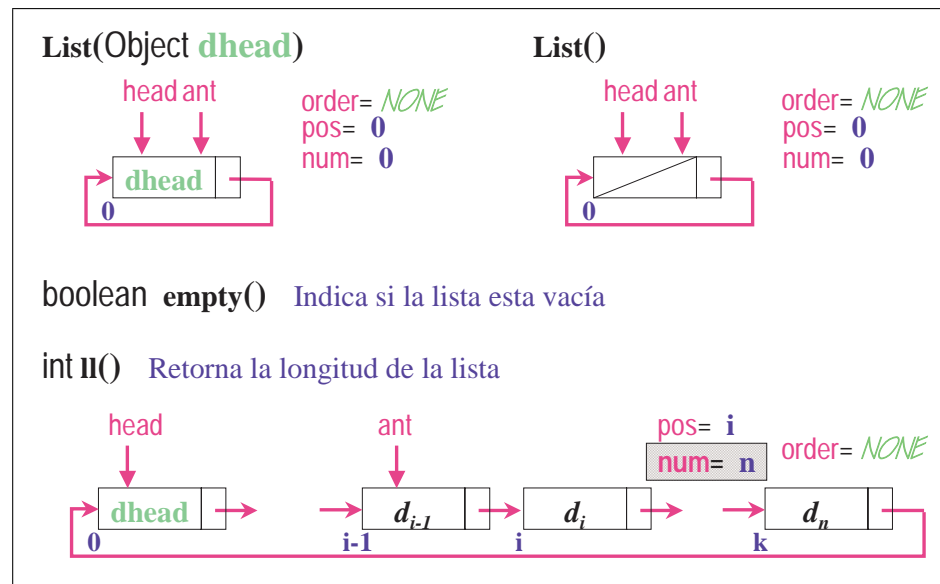 List(Object dhead)
List()
head ant
order= NONE
pos= 0
num= 0
dhead
0
head ant
order= NONE
pos= 0
num= 0
0
boolean empty() Indica si la lista esta vacía
int ll() Retorna la longitud de la lista
head
ant
pos= i
num= n
order= NONE
dhead
d_{i-1}
d_i
d_n
0
i-1
i
k